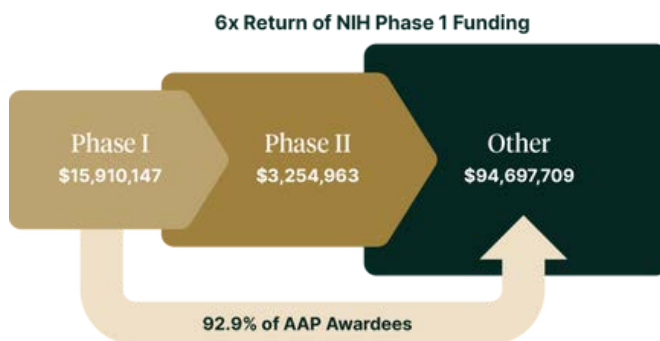 6x Return of NIH Phase 1 Funding
Phase I
$15,910,147
Phase II
$3,254,963
Other
$94,697,709
92.9% of AAP Awardees